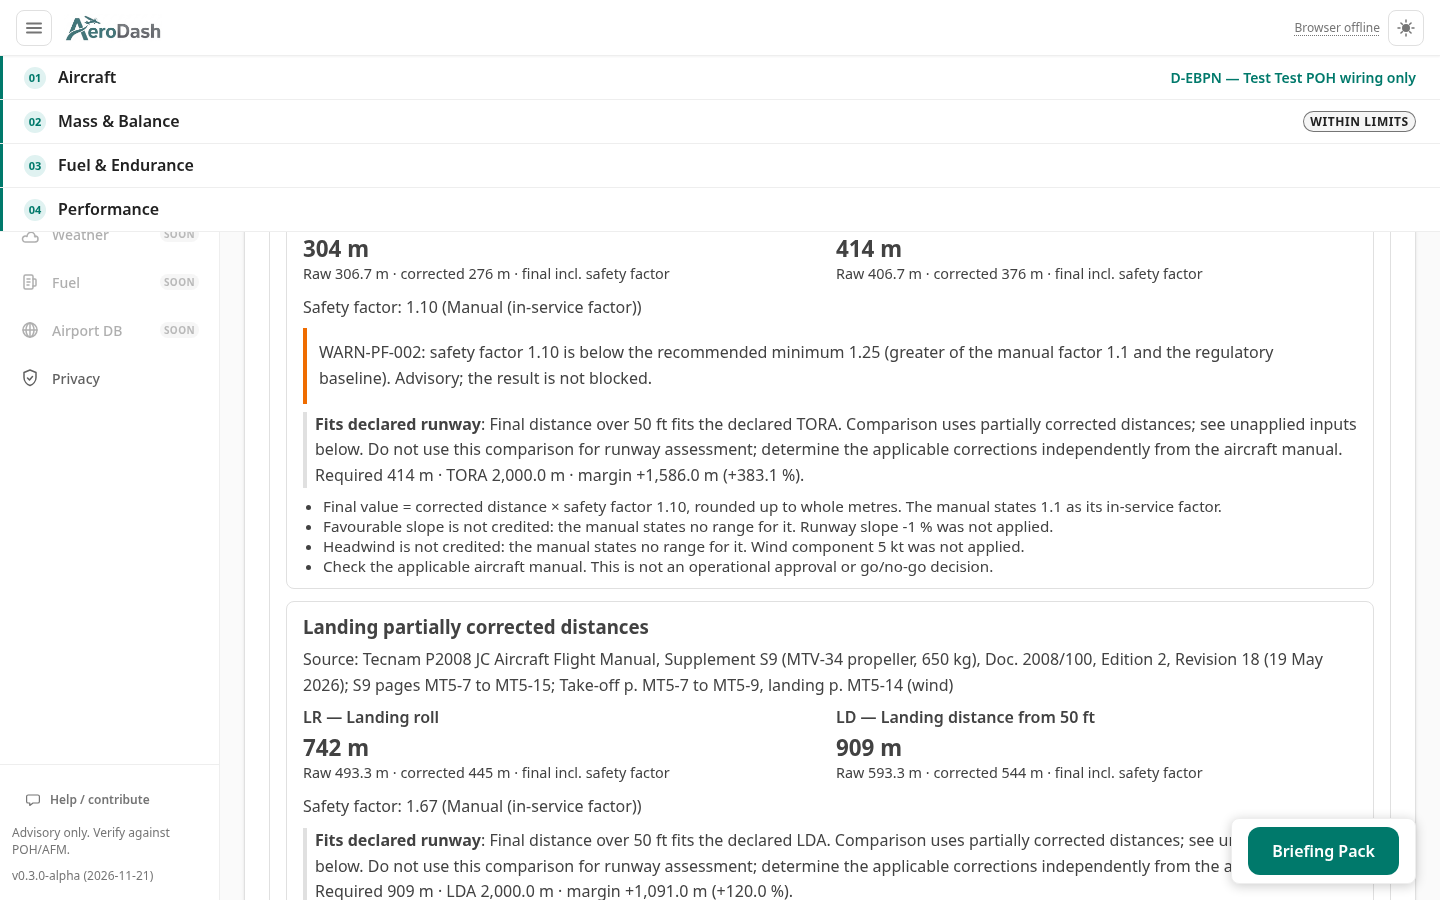 AeroDash
Browser offline
01 Aircraft
D-EBPN — Test Test POH wiring only
02 Mass & Balance
WITHIN LIMITS
03 Fuel & Endurance
04 Performance
Weather SOON
Fuel SOON
Airport DB SOON
Privacy
304 m
Raw 306.7 m · corrected 276 m · final incl. safety factor
414 m
Raw 406.7 m · corrected 376 m · final incl. safety factor
Safety factor: 1.10 (Manual (in-service factor))
WARN-PF-002: safety factor 1.10 is below the recommended minimum 1.25 (greater of the manual factor 1.1 and the regulatory
baseline). Advisory; the result is not blocked.
Fits declared runway: Final distance over 50 ft fits the declared TORA. Comparison uses partially corrected distances; see unapplied inputs
below. Do not use this comparison for runway assessment; determine the applicable corrections independently from the aircraft manual.
Required 414 m · TORA 2,000.0 m · margin +1,586.0 m (+383.1 %).
• Final value = corrected distance × safety factor 1.10, rounded up to whole metres. The manual states 1.1 as its in-service factor.
• Favourable slope is not credited: the manual states no range for it. Runway slope -1 % was not applied.
• Headwind is not credited: the manual states no range for it. Wind component 5 kt was not applied.
• Check the applicable aircraft manual. This is not an operational approval or go/no-go decision.
Landing partially corrected distances
Source: Tecnam P2008 JC Aircraft Flight Manual, Supplement S9 (MTV-34 propeller, 650 kg), Doc. 2008/100, Edition 2, Revision 18 (19 May
2026); S9 pages MT5-7 to MT5-15; Take-off p. MT5-7 to MT5-9, landing p. MT5-14 (wind)
LR — Landing roll
742 m
Raw 493.3 m · corrected 445 m · final incl. safety factor
LD — Landing distance from 50 ft
909 m
Raw 593.3 m · corrected 544 m · final incl. safety factor
Safety factor: 1.67 (Manual (in-service factor))
Fits declared runway: Final distance over 50 ft fits the declared LDA. Comparison uses partially corrected distances; see
below. Do not use this comparison for runway assessment; determine the applicable corrections independently from the
Required 909 m · LDA 2,000.0 m · margin +1,091.0 m (+120.0 %).
Briefing Pack
Help / contribute
Advisory only. Verify against
POH/AFM.
v0.3.0-alpha (2026-11-21)